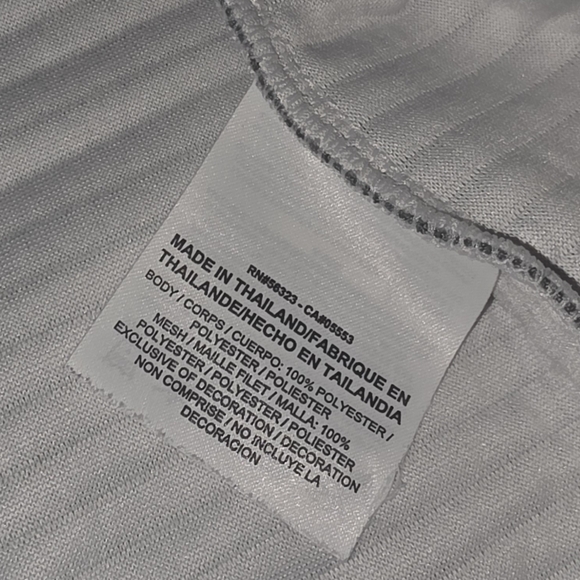 RN#56323 - CA#05553
MADE IN THAILAND/FABRIQUE EN
THAILANDE/HECHO EN TAILANDIA
BODY / CORPS / CUERPO: 100% POLYESTER /
POLYESTER / POLIESTER
MESH / MAILLE FILET / MALLA: 100%
POLYESTER / POLYESTER / POLIESTER
EXCLUSIVE OF DECORATION / DECORATION
NON COMPRISE / NO INCLUYE LA
DECORACION